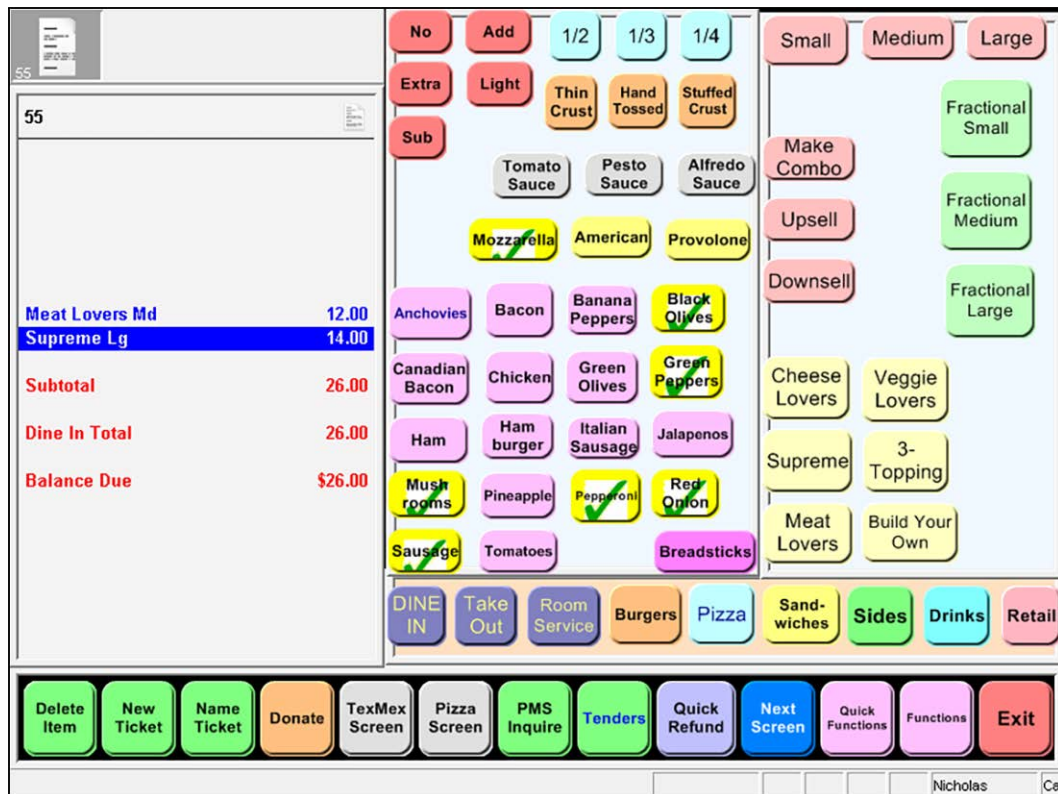 55
55
Meat Lovers Md 12.00
Supreme Lg 14.00
Subtotal 26.00
Dine In Total 26.00
Balance Due $26.00
No
Add
1/2
1/3
1/4
Extra
Light
Thin
Crust
Hand
Tossed
Stuffed
Crust
Sub
Tomato
Sauce
Pesto
Sauce
Alfredo
Sauce
Mozzarella
American
Provolone
Anchovies
Bacon
Banana
Peppers
Black
Olives
Canadian
Bacon
Chicken
Green
Olives
Green
Peppers
Ham
Ham
burger
Italian
Sausage
Jalapenos
Mush
rooms
Pineapple
Pepperoni
Red
Onion
Sausage
Tomatoes
Breadsticks
Small
Medium
Large
Fractional
Small
Make
Combo
Fractional
Medium
Upsell
Downsell
Fractional
Large
Cheese
Lovers
Veggie
Lovers
Supreme
3-
Topping
Meat
Lovers
Build Your
Own
DINE
IN
Take
Out
Room
Service
Burgers
Pizza
Sand-
wiches
Sides
Drinks
Retail
Delete
Item
New
Ticket
Name
Ticket
Donate
TexMex
Screen
Pizza
Screen
PMS
Inquire
Tenders
Quick
Refund
Next
Screen
Quick
Functions
Functions
Exit
Nicholas